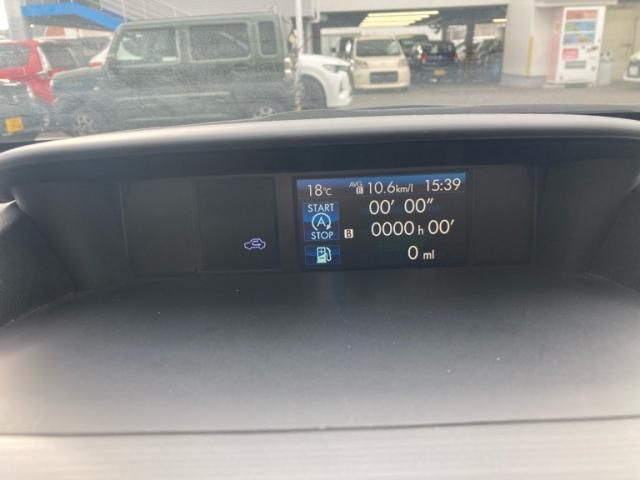 18℃ AVG B 10.6km/l 15:39
START
A
STOP
00' 00"
B 0000 h 00'
0 ml